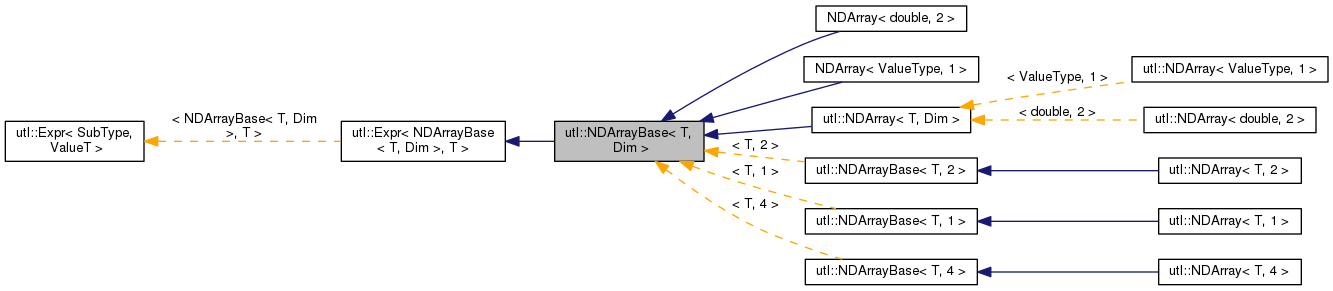 utl::Expr< SubType,
ValueT >
< NDArrayBase< T, Dim
>, T >
utl::Expr< NDArrayBase
< T, Dim >, T >
utl::NDArrayBase< T,
Dim >
NDArray< double, 2 >
NDArray< ValueType, 1 >
utl::NDArray< T, Dim >
< ValueType, 1 >
utl::NDArray< ValueType, 1 >
< double, 2 >
utl::NDArray< double, 2 >
< T, 2 >
utl::NDArrayBase< T, 2 >
utl::NDArray< T, 2 >
< T, 1 >
utl::NDArrayBase< T, 1 >
utl::NDArray< T, 1 >
< T, 4 >
utl::NDArrayBase< T, 4 >
utl::NDArray< T, 4 >